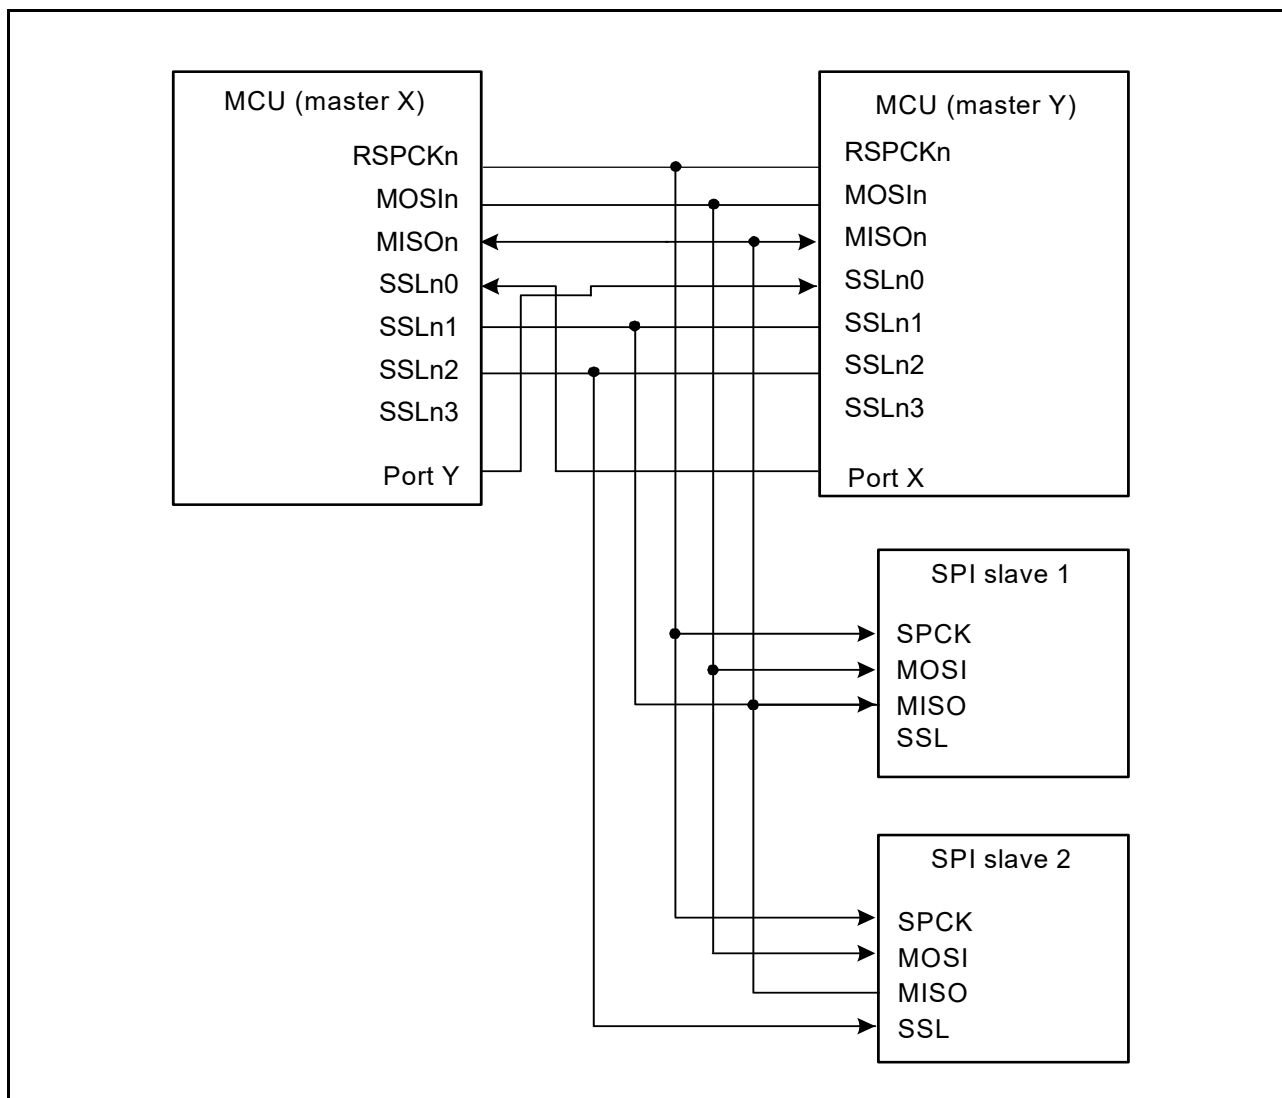 MCU (master X)
RSPCKn
MOSIn
MISOn
SSLn0
SSLn1
SSLn2
SSLn3
Port Y
MCU (master Y)
RSPCKn
MOSIn
MISOn
SSLn0
SSLn1
SSLn2
SSLn3
Port X
SPI slave 1
SPCK
MOSI
MISO
SSL
SPI slave 2
SPCK
MOSI
MISO
SSL